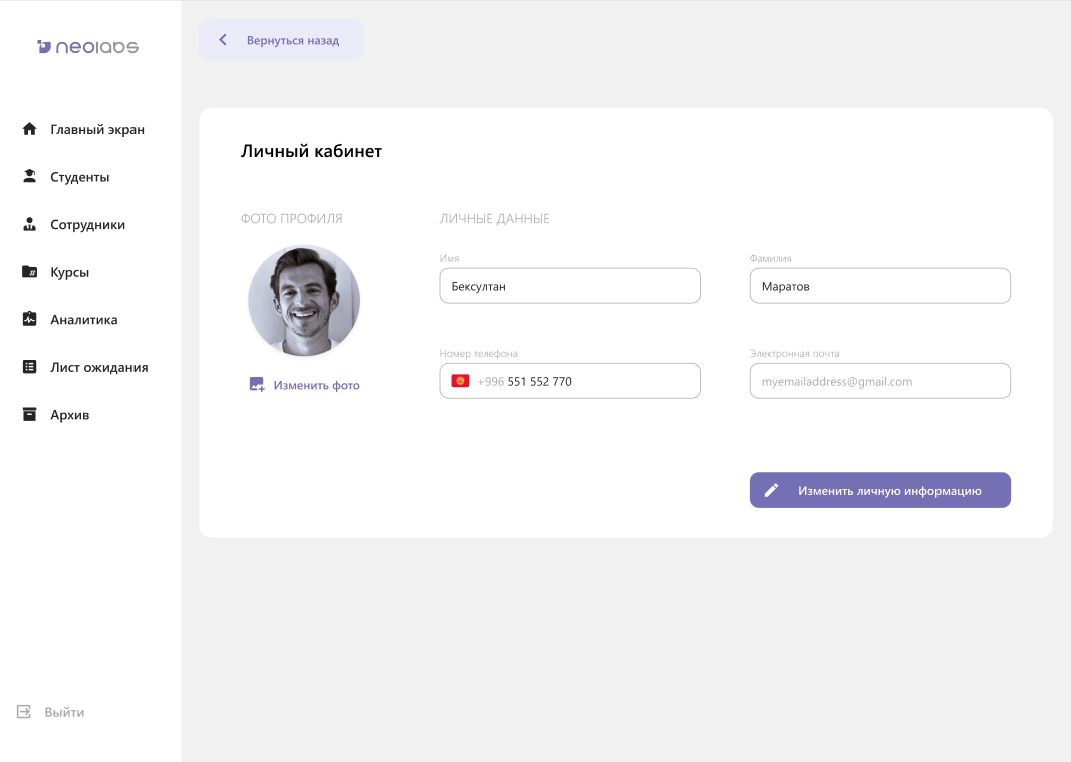 neolabs
Вернуться назад
Главный экран
Студенты
Сотрудники
Курсы
Аналитика
Лист ожидания
Архив
Выйти
Личный кабинет
ФОТО ПРОФИЛЯ
Изменить фото
ЛИЧНЫЕ ДАННЫЕ
Имя
Бексултан
Фамилия
Маратов
Номер телефона
+996 551 552 770
Электронная почта
myemailaddress@gmail.com
Изменить личную информацию